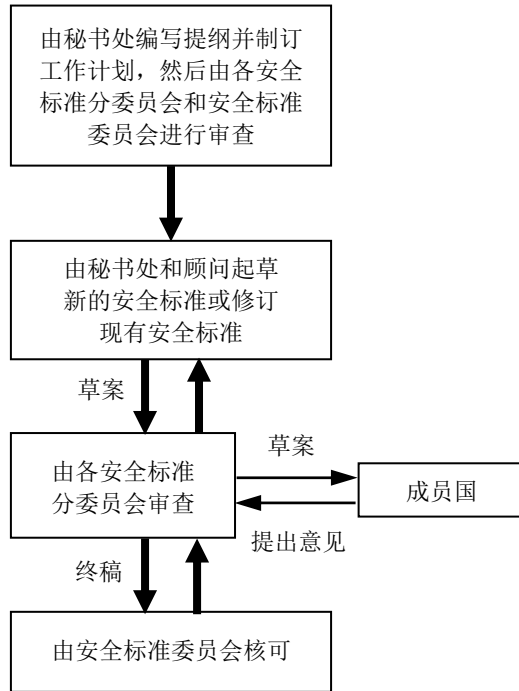 由秘书处编写提纲并制订
工作计划，然后由各安全
标准分委员会和安全标准
委员会进行审查
由秘书处和顾问起草
新的安全标准或修订
现有安全标准
草案
由各安全标准
分委员会审查
草案
成员国
提出意见
终稿
由安全标准委员会核可